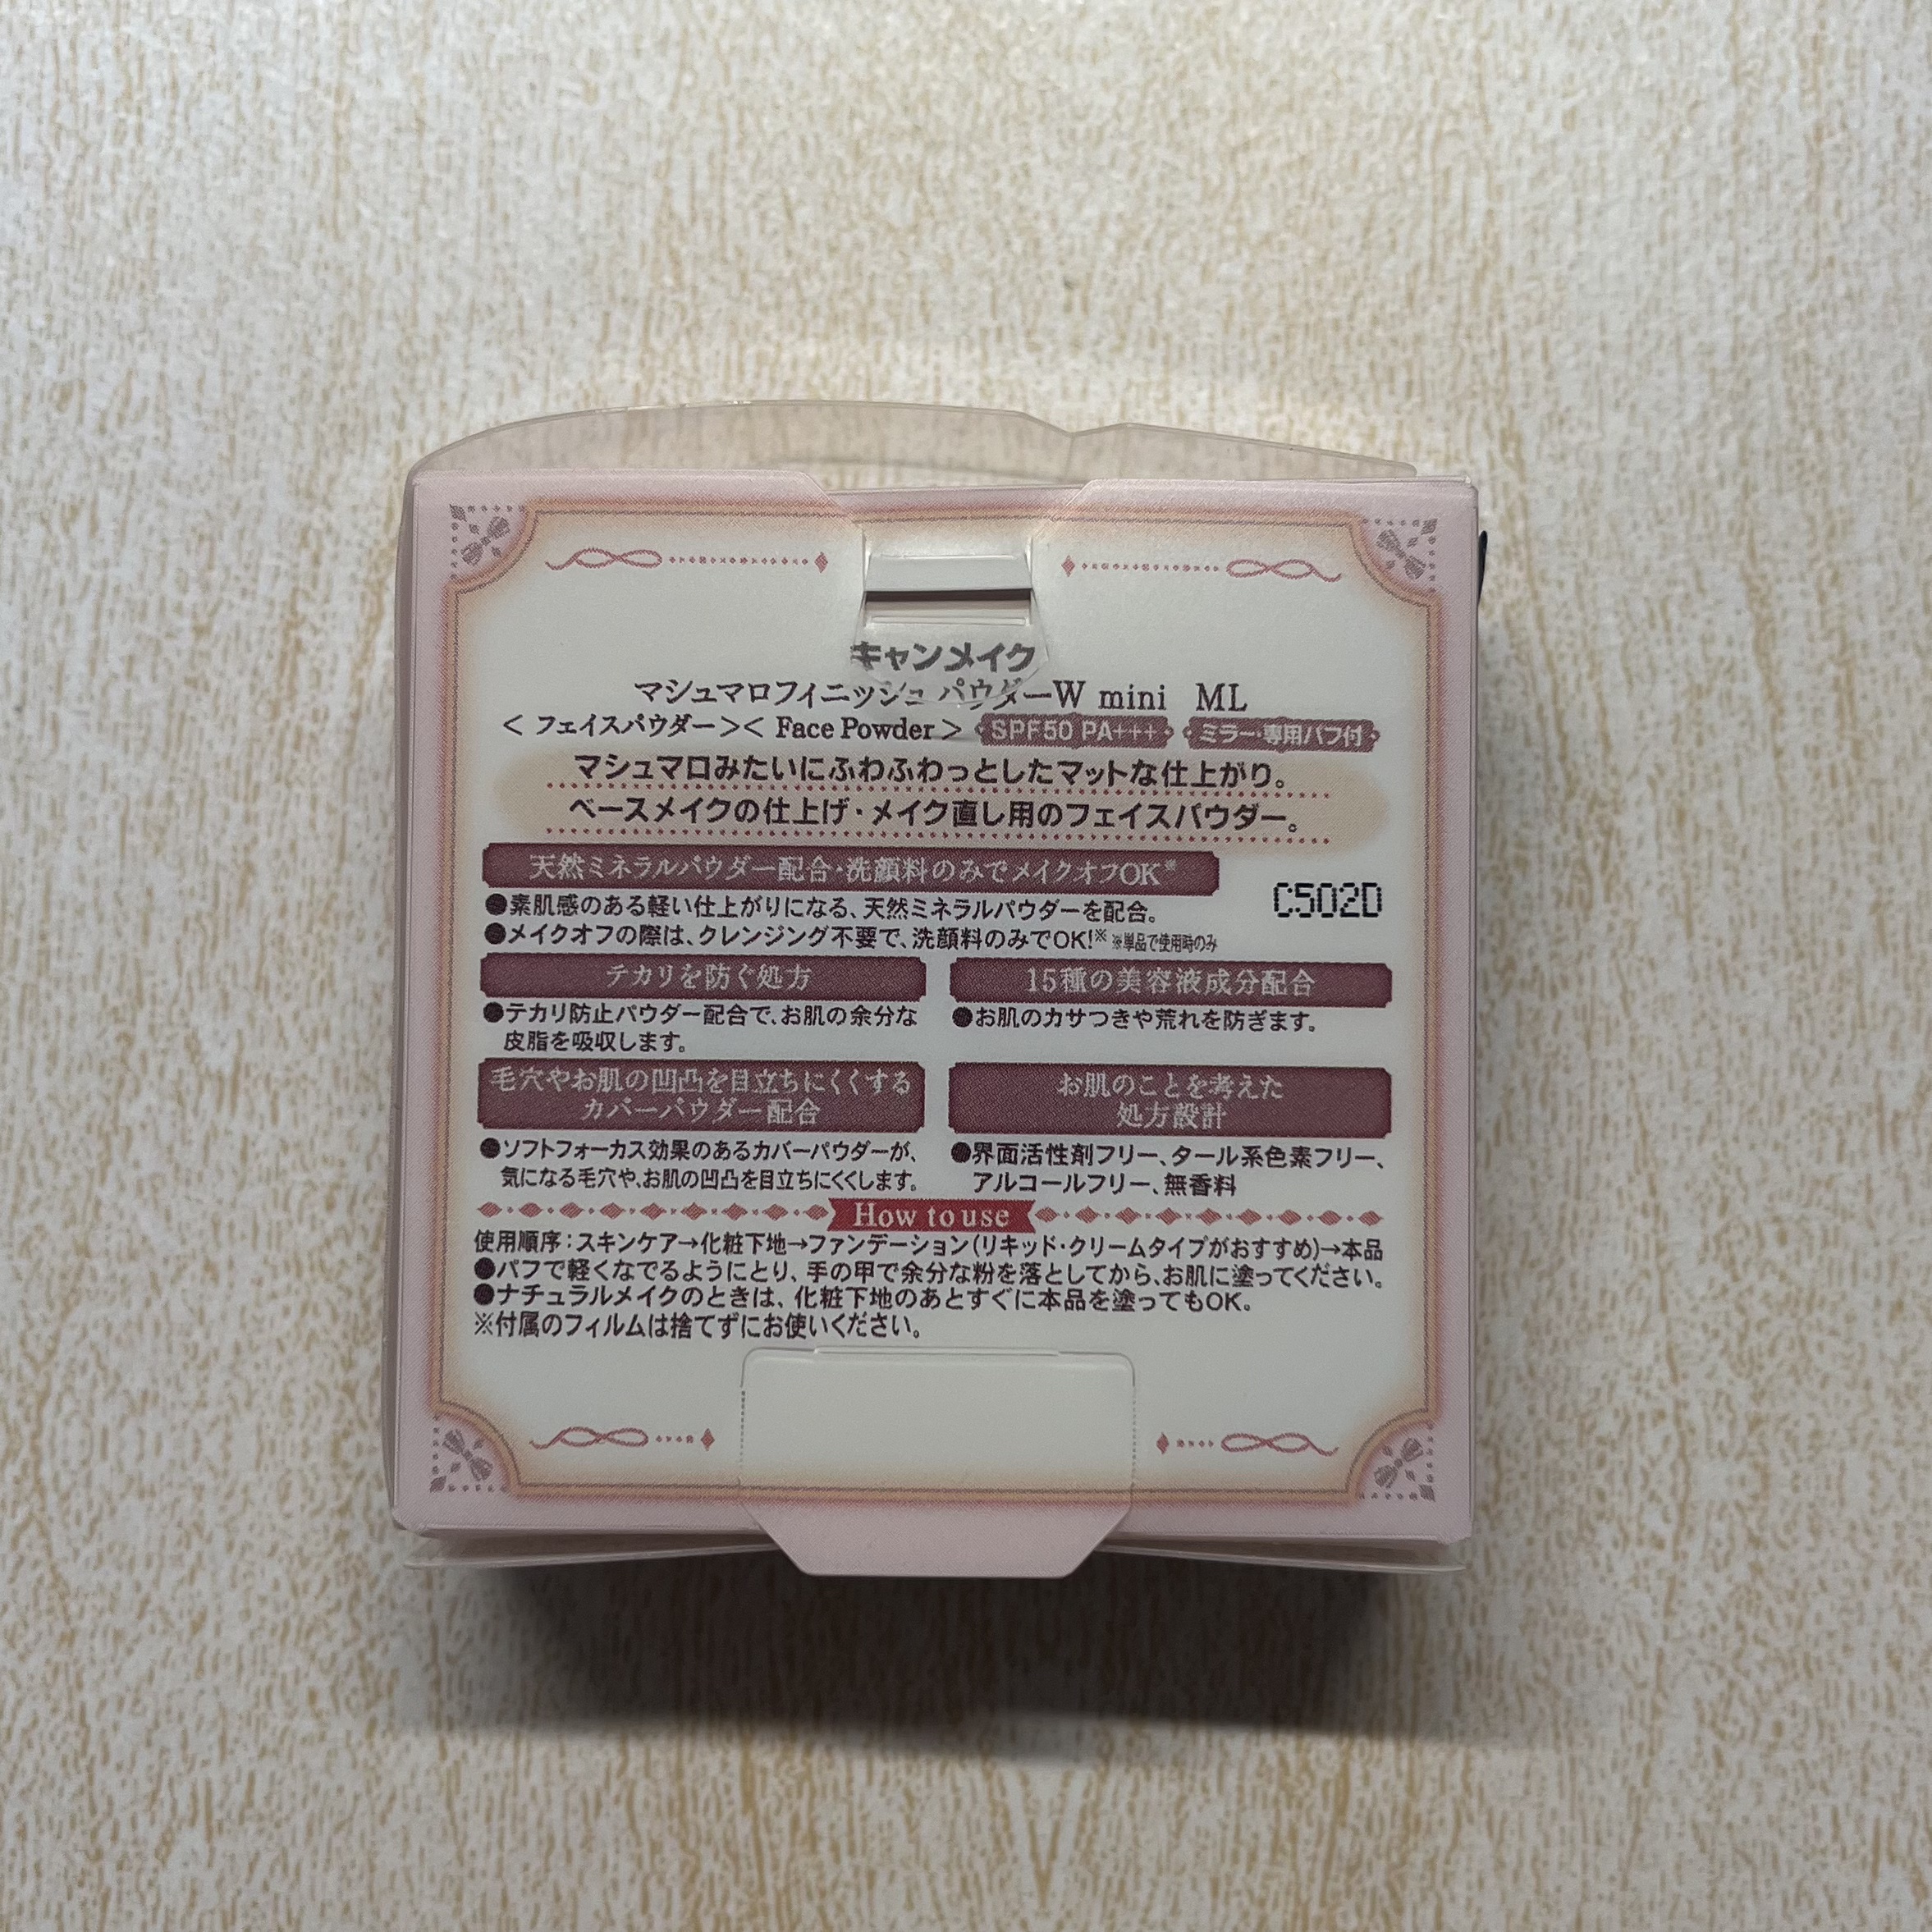 キャンメイク
マシュマロフィニッシュパウダーW mini ML
＜フェイスパウダー＞＜Face Powder＞ SPF50 PA+++ ミラー・専用パフ付
マシュマロみたいにふわふわっとしたマットな仕上がり。
ベースメイクの仕上げ・メイク直し用のフェイスパウダー。
天然ミネラルパウダー配合・洗顔料のみでメイクオフOK※
●素肌感のある軽い仕上がりになる、天然ミネラルパウダーを配合。
C502D
●メイクオフの際は、クレンジング不要で、洗顔料のみでOK!※ ※単品で使用時のみ
テカリを防ぐ処方
●テカリ防止パウダー配合で、お肌の余分な
皮脂を吸収します。
15種の美容液成分配合
●お肌のカサつきや荒れを防ぎます。
毛穴やお肌の凹凸を目立ちにくくする
カバーパウダー配合
●ソフトフォーカス効果のあるカバーパウダーが、
気になる毛穴や、お肌の凹凸を目立ちにくくします。
お肌のことを考えた
処方設計
●界面活性剤フリー、タール系色素フリー、
アルコールフリー、無香料
How to use
使用順序：スキンケア→化粧下地→ファンデーション(リキッド・クリームタイプがおすすめ)→本品
●パフで軽くなでるようにとり、手の甲で余分な粉を落としてから、お肌に塗ってください。
●ナチュラルメイクのときは、化粧下地のあとすぐに本品を塗ってもOK。
※付属のフィルムは捨てずにお使いください。